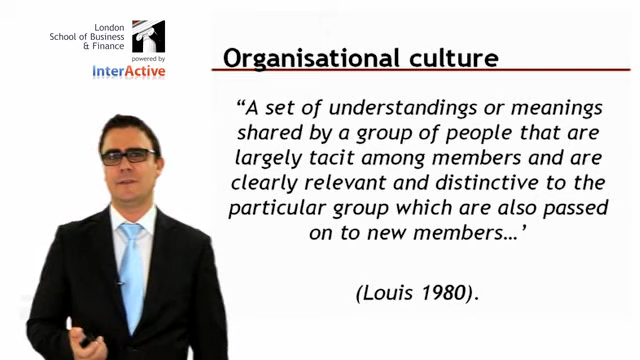 London
School of Business
& Finance
powered by
InterActive
Organisational culture
“A set of understandings or meanings
shared by a group of people that are
largely tacit among members and are
clearly relevant and distinctive to the
particular group which are also passed
on to new members…’
(Louis 1980).